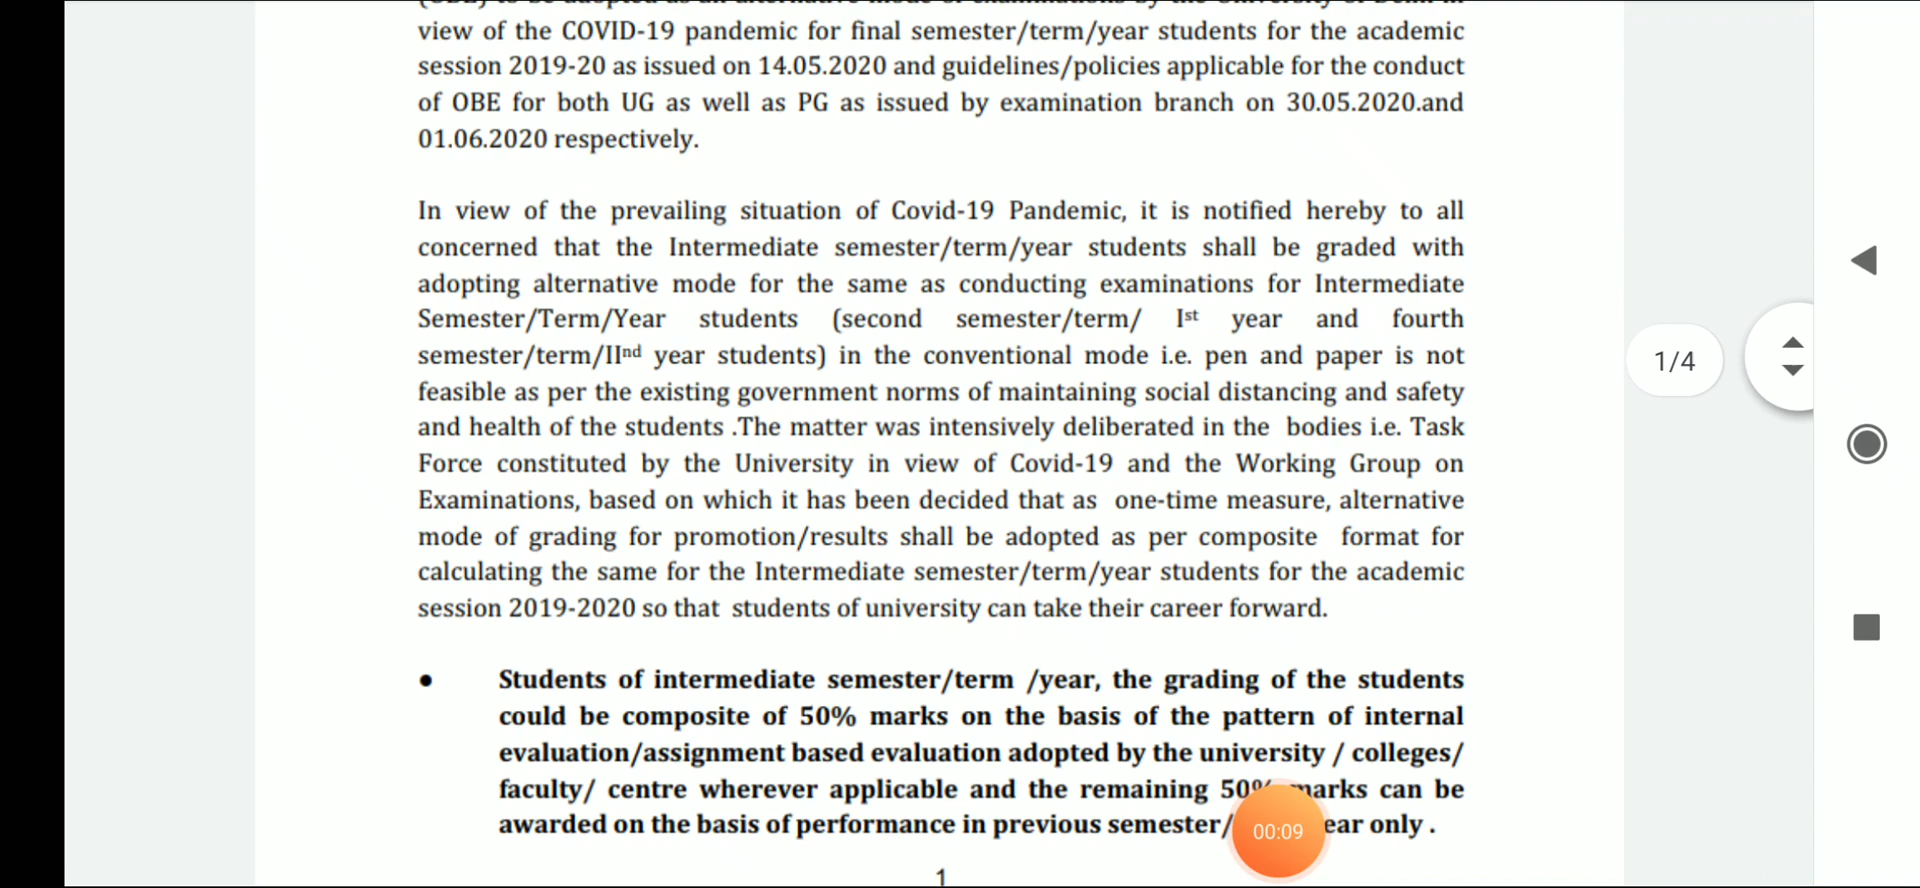 view of the COVID-19 pandemic for final semester/term/year students for the academic
session 2019-20 as issued on 14.05.2020 and guidelines/policies applicable for the conduct
of OBE for both UG as well as PG as issued by examination branch on 30.05.2020.and
01.06.2020 respectively.
In view of the prevailing situation of Covid-19 Pandemic, it is notified hereby to all
concerned that the Intermediate semester/term/year students shall be graded with
adopting alternative mode for the same as conducting examinations for Intermediate
Semester/Term/Year students (second semester/term/ Ist year and fourth
semester/term/IInd year students) in the conventional mode i.e. pen and paper is not
feasible as per the existing government norms of maintaining social distancing and safety
and health of the students .The matter was intensively deliberated in the bodies i.e. Task
Force constituted by the University in view of Covid-19 and the Working Group on
Examinations, based on which it has been decided that as one-time measure, alternative
mode of grading for promotion/results shall be adopted as per composite format for
calculating the same for the Intermediate semester/term/year students for the academic
session 2019-2020 so that students of university can take their career forward.
1/4
● Students of intermediate semester/term /year, the grading of the students
could be composite of 50% marks on the basis of the pattern of internal
evaluation/assignment based evaluation adopted by the university / colleges/
faculty/ centre wherever applicable and the remaining 50% marks can be
awarded on the basis of performance in previous semester/ ear only .
00:09
1